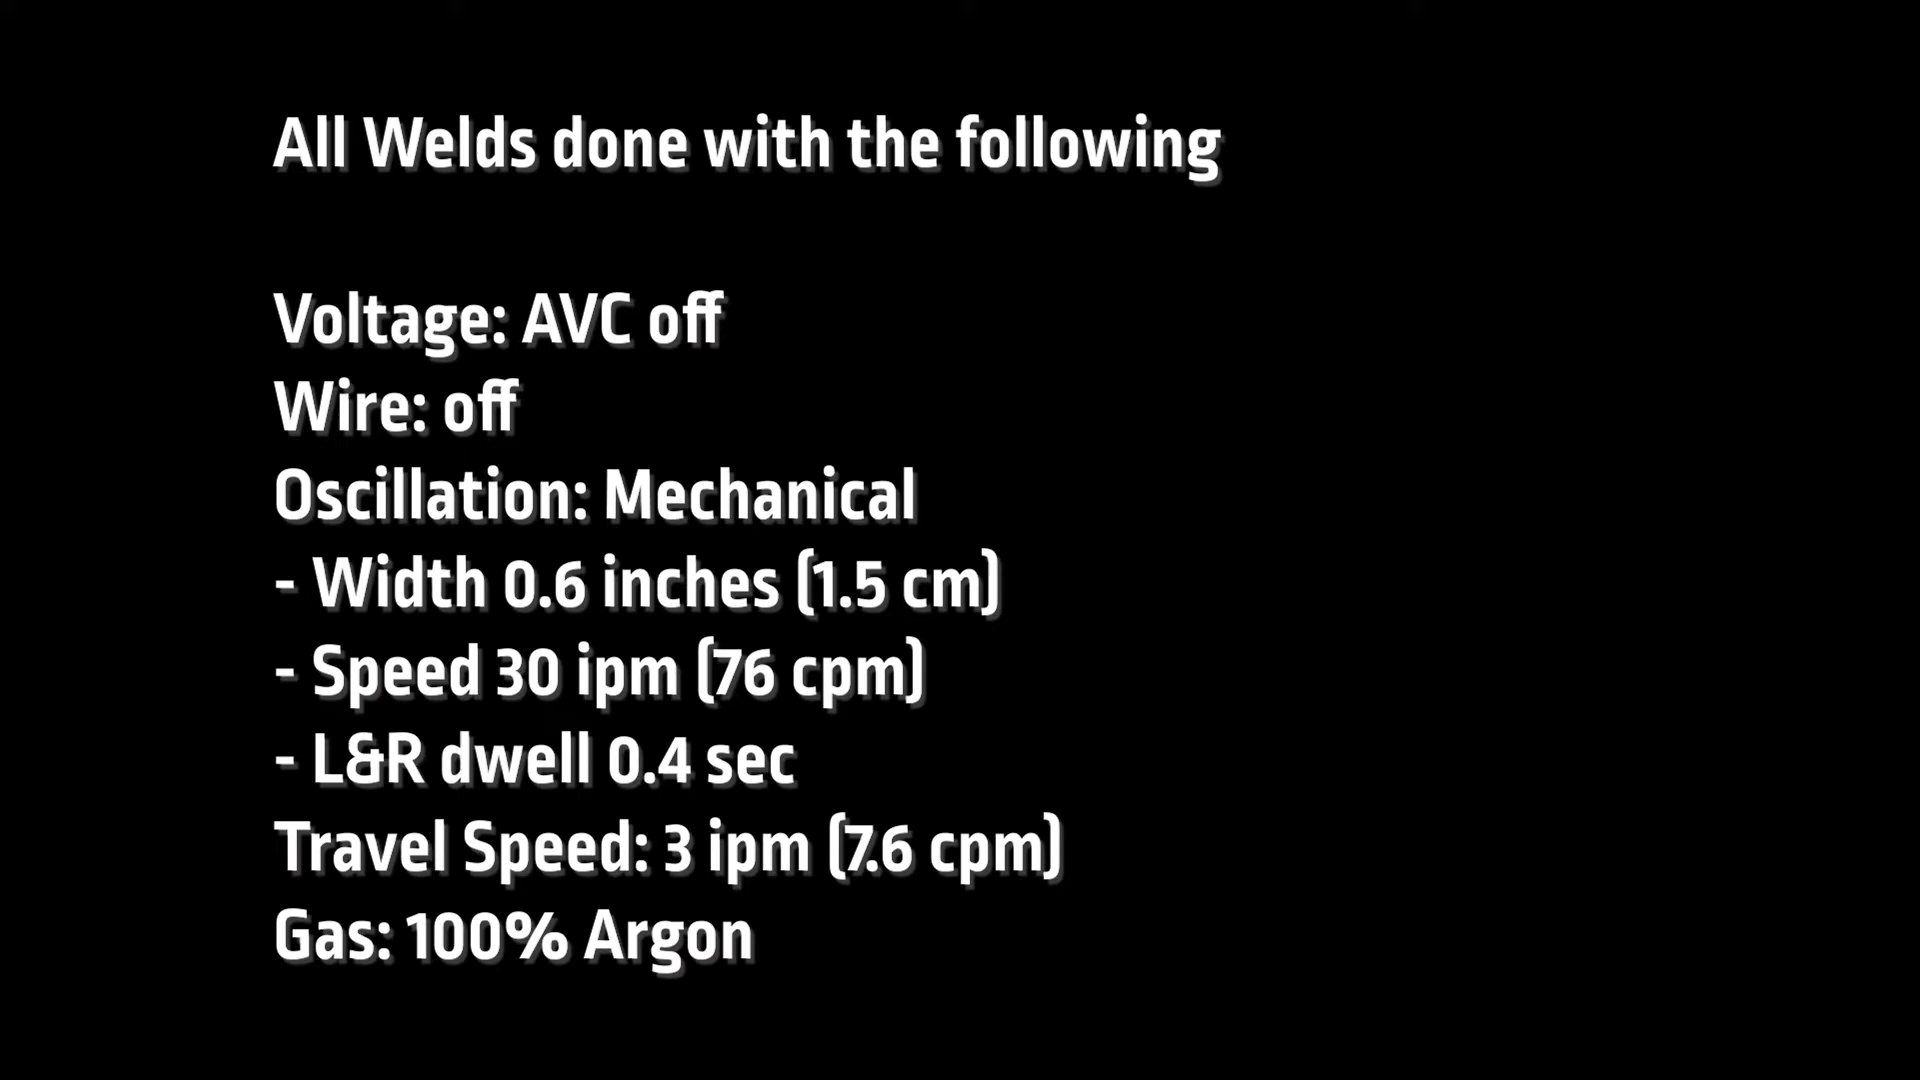 All Welds done with the following
Voltage: AVC off
Wire: off
Oscillation: Mechanical
- Width 0.6 inches (1.5 cm)
- Speed 30 ipm (76 cpm)
- L&R dwell 0.4 sec
Travel Speed: 3 ipm (7.6 cpm)
Gas: 100% Argon